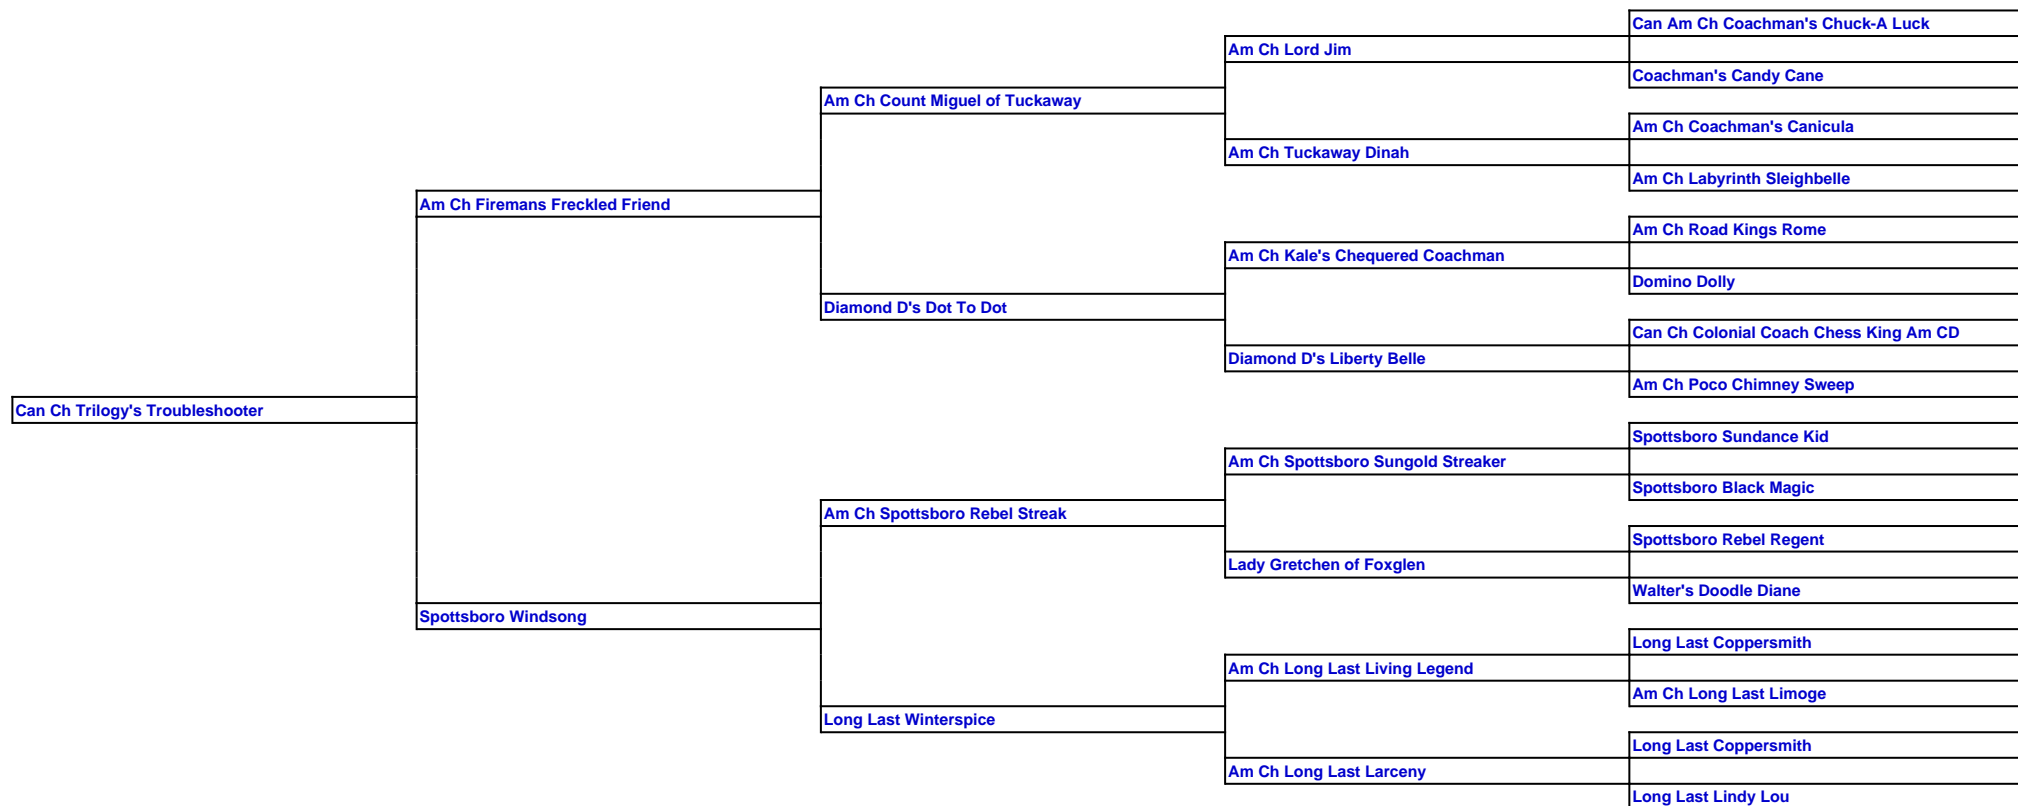 Can Am Ch Coachman's Chuck-A Luck
Am Ch Lord Jim
Coachman's Candy Cane
Am Ch Count Miguel of Tuckaway
Am Ch Coachman's Canicula
Am Ch Tuckaway Dinah
Am Ch Labyrinth Sleighbelle
Am Ch Firemans Freckled Friend
Am Ch Road Kings Rome
Am Ch Kale's Chequered Coachman
Domino Dolly
Diamond D's Dot To Dot
Can Ch Colonial Coach Chess King Am CD
Diamond D's Liberty Belle
Am Ch Poco Chimney Sweep
Can Ch Trilogy's Troubleshooter
Spottsboro Sundance Kid
Am Ch Spottsboro Sungold Streaker
Spottsboro Black Magic
Am Ch Spottsboro Rebel Streak
Spottsboro Rebel Regent
Lady Gretchen of Foxglen
Walter's Doodle Diane
Spottsboro Windsong
Long Last Coppersmith
Am Ch Long Last Living Legend
Am Ch Long Last Limoge
Long Last Winterspice
Long Last Coppersmith
Am Ch Long Last Larceny
Long Last Lindy Lou